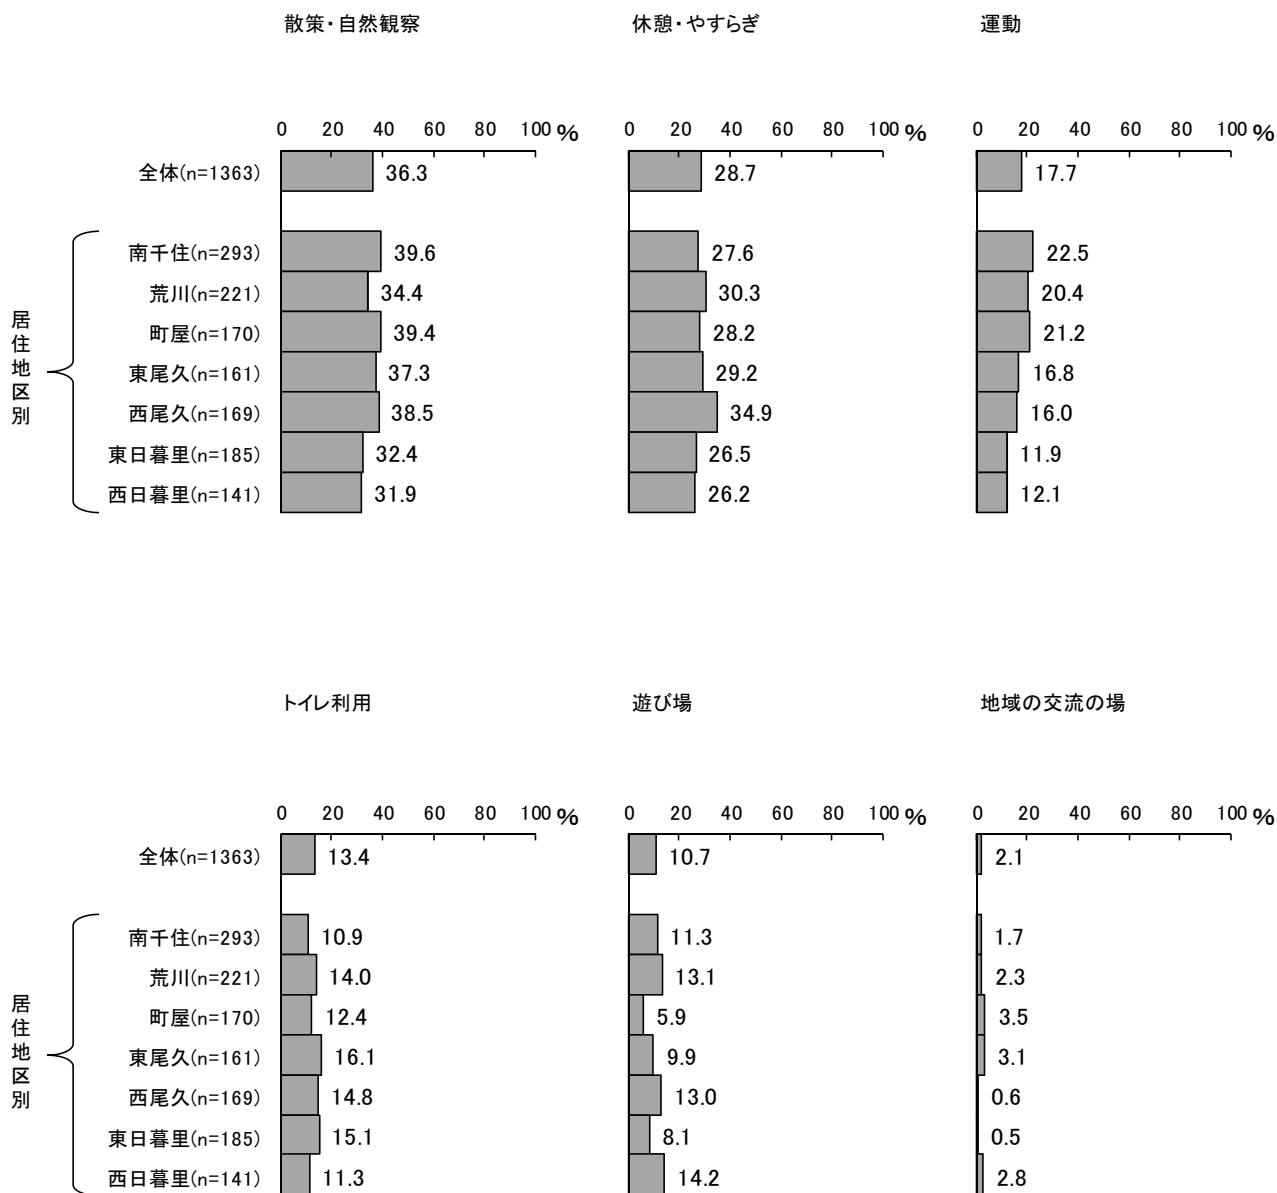 散策・自然観察 休憩・やすらぎ 運動
0 20 40 60 80 100 % 0 20 40 60 80 100 % 0 20 40 60 80 100 %
全体(n=1363) 36.3 28.7 17.7
南千住(n=293) 39.6 27.6 22.5
荒川(n=221) 34.4 30.3 20.4
町屋(n=170) 39.4 28.2 21.2
東尾久(n=161) 37.3 29.2 16.8
西尾久(n=169) 38.5 34.9 16.0
東日暮里(n=185) 32.4 26.5 11.9
西日暮里(n=141) 31.9 26.2 12.1
居住地区別
トイレ利用 遊び場 地域の交流の場
0 20 40 60 80 100 % 0 20 40 60 80 100 % 0 20 40 60 80 100 %
全体(n=1363) 13.4 10.7 2.1
南千住(n=293) 10.9 11.3 1.7
荒川(n=221) 14.0 13.1 2.3
町屋(n=170) 12.4 5.9 3.5
東尾久(n=161) 16.1 9.9 3.1
西尾久(n=169) 14.8 13.0 0.6
東日暮里(n=185) 15.1 8.1 0.5
西日暮里(n=141) 11.3 14.2 2.8
居住地区別